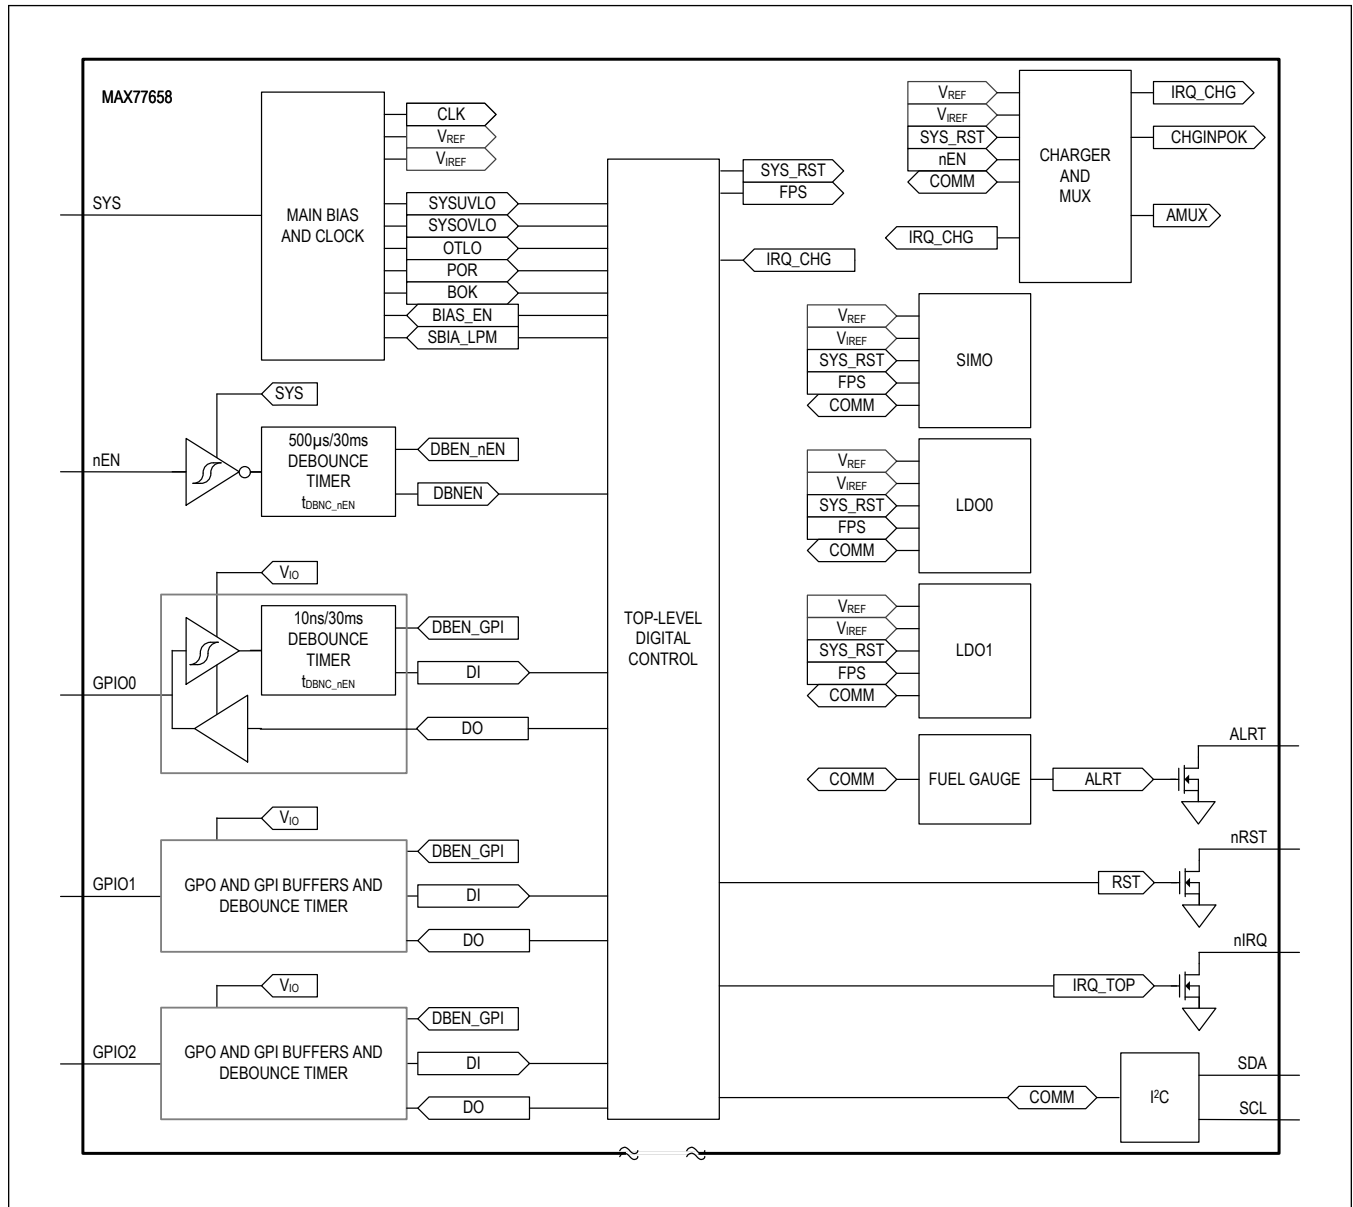 MAX77658
SYS
MAIN BIAS
AND CLOCK
CLK
VREF
VIREF
SYSUVLO
SYSOVLO
OTLO
POR
BOK
BIAS_EN
SBIA_LPM
SYS
nEN
500µs/30ms
DEBOUNCE
TIMER
tDBNC_nEN
DBEN_nEN
DBNEN
VIO
GPIO0
10ns/30ms
DEBOUNCE
TIMER
tDBNC_nEN
DBEN_GPI
DI
DO
VIO
GPIO1
GPO AND GPI BUFFERS AND
DEBOUNCE TIMER
DBEN_GPI
DI
DO
VIO
GPIO2
GPO AND GPI BUFFERS AND
DEBOUNCE TIMER
DBEN_GPI
DI
DO
TOP-LEVEL
DIGITAL
CONTROL
SYS_RST
FPS
IRQ_CHG
VREF
VIREF
SYS_RST
nEN
COMM
IRQ_CHG
CHARGER
AND
MUX
IRQ_CHG
CHGINPOK
AMUX
VREF
VIREF
SYS_RST
FPS
COMM
SIMO
VREF
VIREF
SYS_RST
FPS
COMM
LDO0
VREF
VIREF
SYS_RST
FPS
COMM
LDO1
COMM
FUEL GAUGE
ALRT
ALRT
RST
nRST
IRQ_TOP
nIRQ
COMM
I²C
SDA
SCL